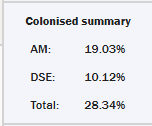 Colonised summary
AM: 19.03%
DSE: 10.12%
Total: 28.34%